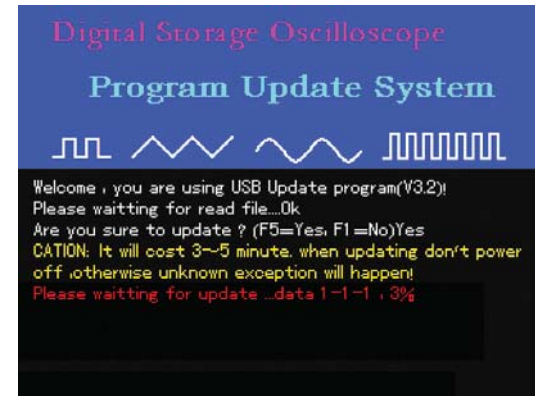 Digital Storage Oscilloscope
Program Update System
Welcome , you are using USB Update program(V3.2)!
Please waitting for read file....Ok
Are you sure to update ? (F5=Yes, F1=No)Yes
CATION: It will cost 3~5 minute, when updating don't power
off ,otherwise unknown exception will happen!
Please waitting for update ...data 1-1-1 , 3%